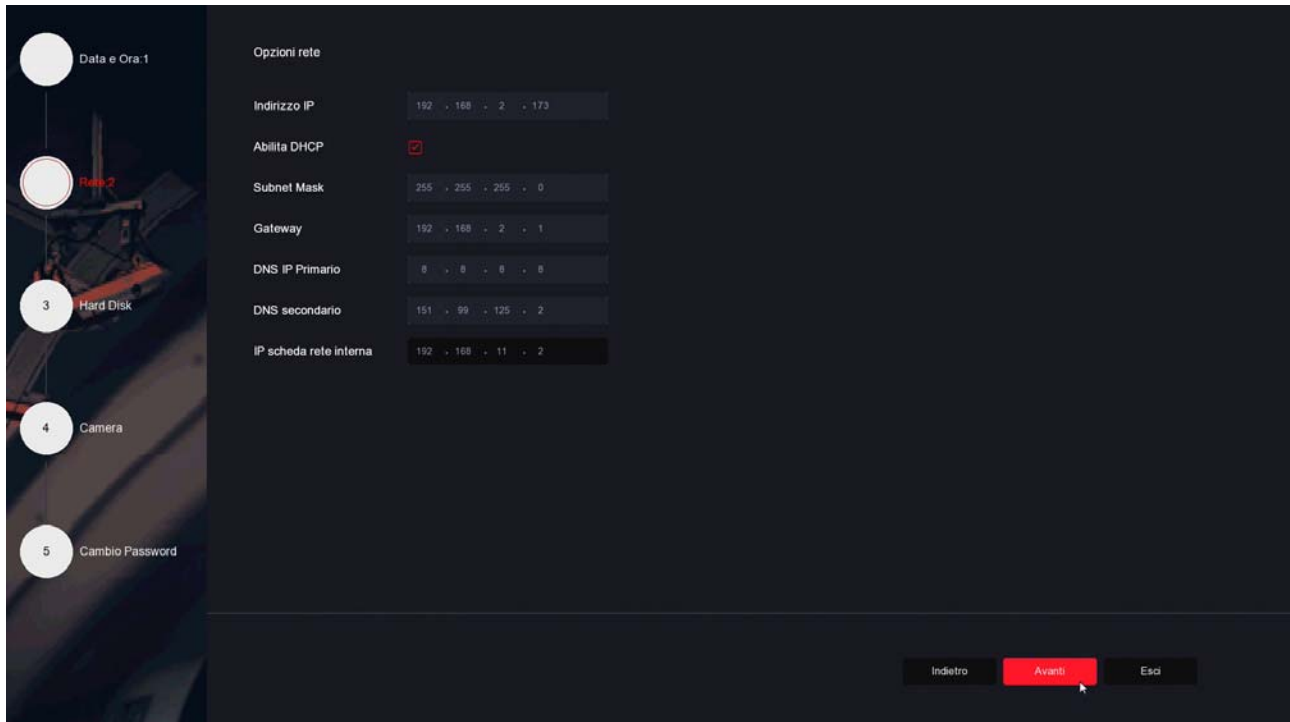 Data e Ora:1
Rete:2
3 Hard Disk
4 Camera
5 Cambio Password
Opzioni rete
Indirizzo IP 192 . 168 . 2 . 173
Abilita DHCP
Subnet Mask 255 . 255 . 255 . 0
Gateway 192 . 168 . 2 . 1
DNS IP Primario 8 . 8 . 8 . 8
DNS secondario 151 . 99 . 125 . 2
IP scheda rete interna 192 . 168 . 11 . 2
Indietro Avanti Esci